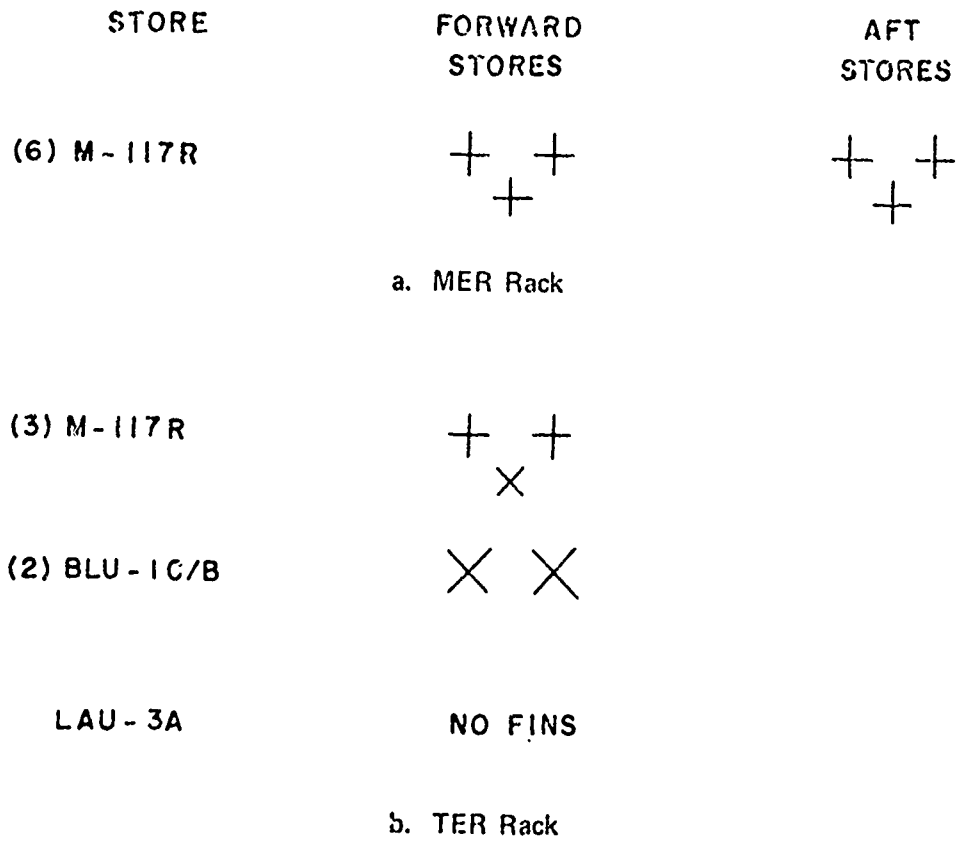 STORE FORWARD STORES AFT STORES
(6) M-117R
a. MER Rack
(3) M-117R
(2) BLU-1C/B
LAU-3A NO FINS
b. TER Rack